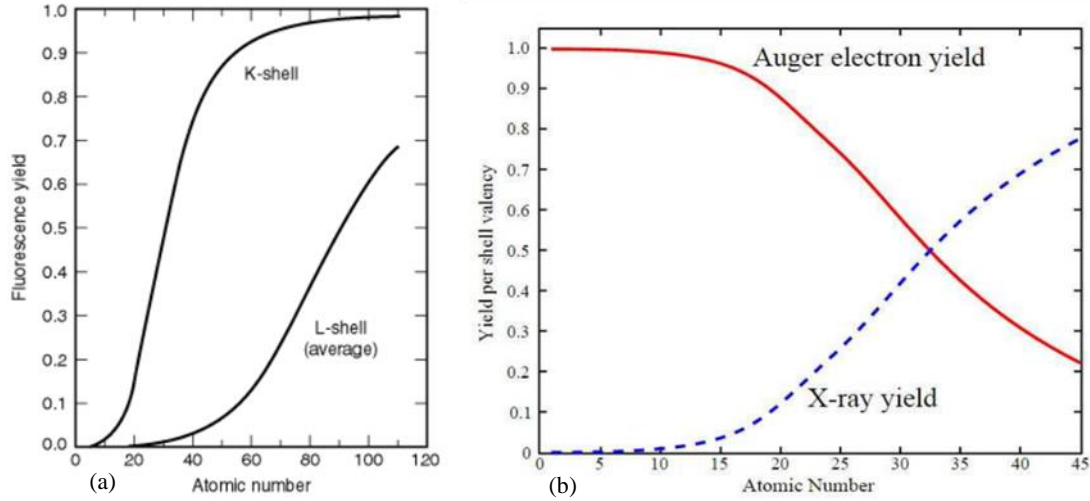 1.0
0.9
0.8
0.7
0.6
0.5
0.4
0.3
0.2
0.1
0.0
Fluorescence yield
K-shell
L-shell
(average)
0 20 40 60 80 100 120
Atomic number
(a)
1.0
0.9
0.8
0.7
0.6
0.5
0.4
0.3
0.2
0.1
0
Yield per shell valency
Auger electron yield
X-ray yield
0 5 10 15 20 25 30 35 40 45
Atomic Number
(b)